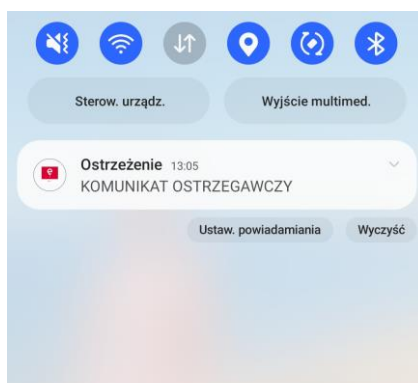 Sterow. urządz. Wyjście multimed.
Ostrzeżenie 13:05
KOMUNIKAT OSTRZEGAWCZY
Ustaw. powiadamiania Wyczyść